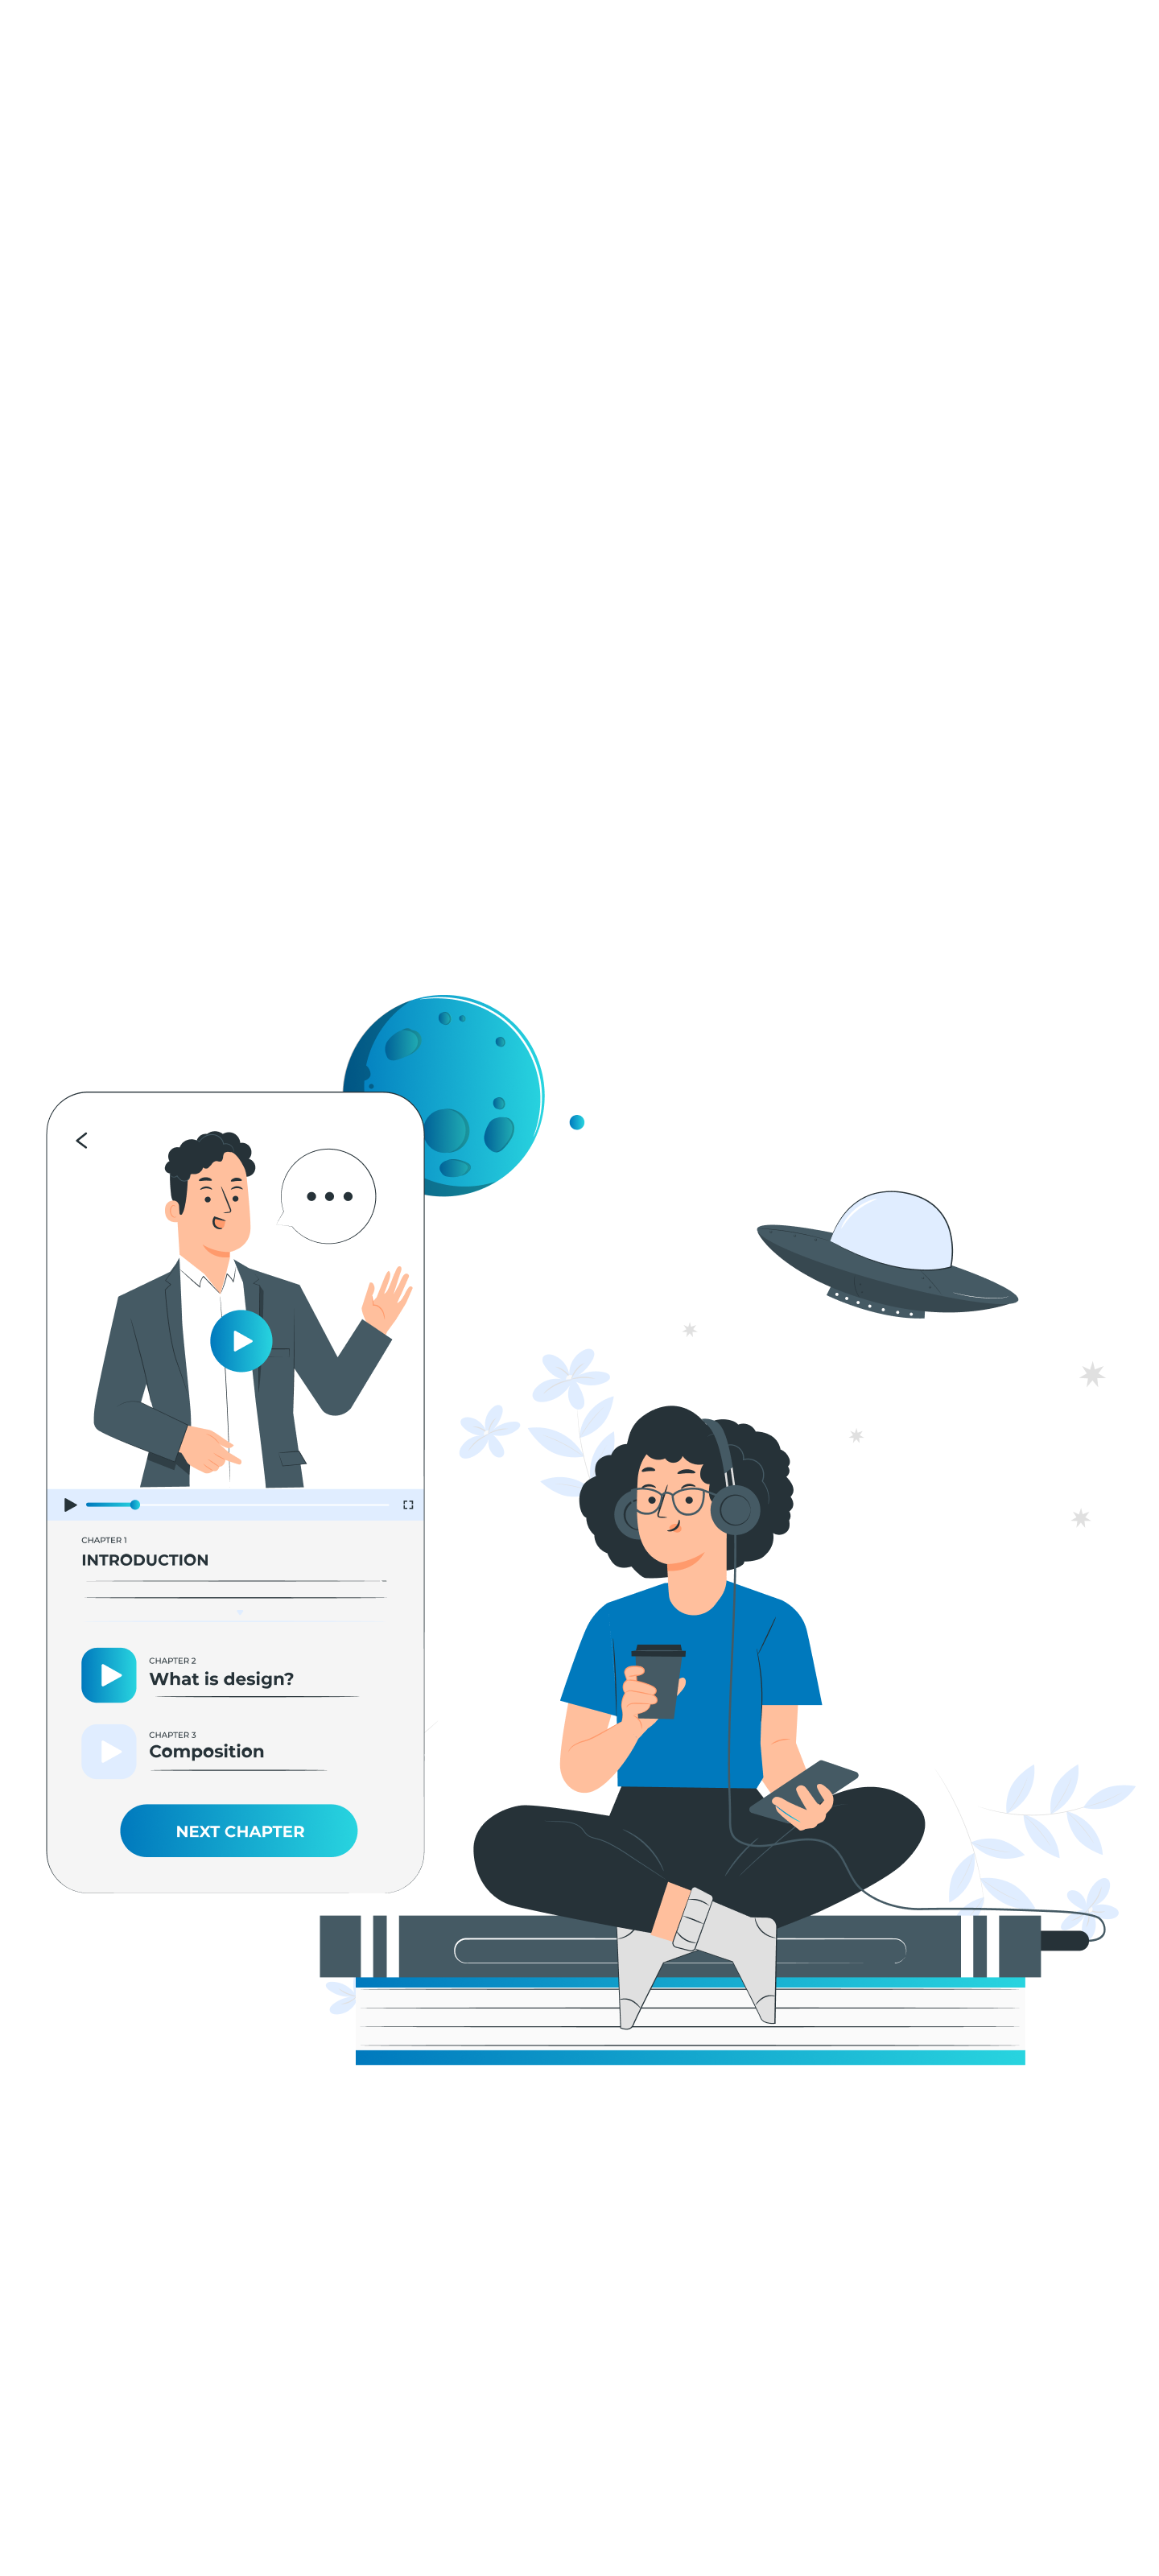 CHAPTER 1
INTRODUCTION
CHAPTER 2
What is design?
CHAPTER 3
Composition
NEXT CHAPTER